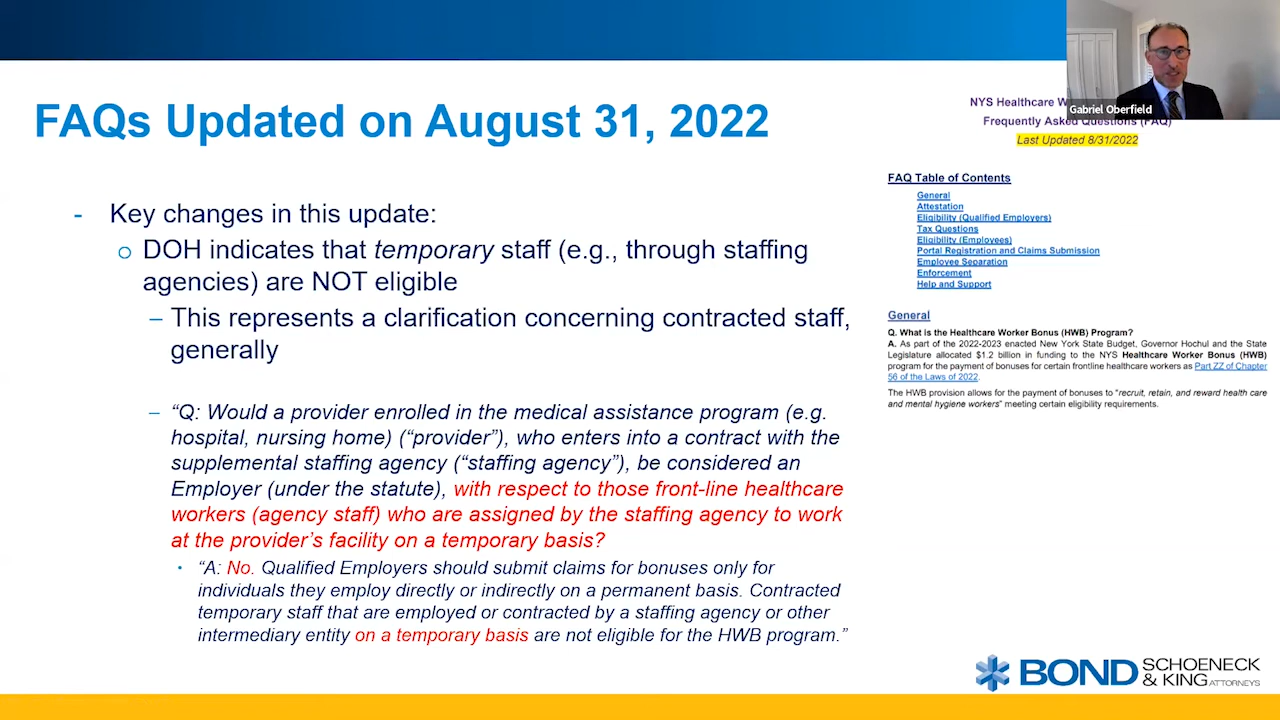 Gabriel Oberfield
FAQs Updated on August 31, 2022
- Key changes in this update:
o DOH indicates that temporary staff (e.g., through staffing
agencies) are NOT eligible
– This represents a clarification concerning contracted staff,
generally
– “Q: Would a provider enrolled in the medical assistance program (e.g.
hospital, nursing home) (“provider”), who enters into a contract with the
supplemental staffing agency (“staffing agency”), be considered an
Employer (under the statute), with respect to those front-line healthcare
workers (agency staff) who are assigned by the staffing agency to work
at the provider’s facility on a temporary basis?
• “A: No. Qualified Employers should submit claims for bonuses only for
individuals they employ directly or indirectly on a permanent basis. Contracted
temporary staff that are employed or contracted by a staffing agency or other
intermediary entity on a temporary basis are not eligible for the HWB program.”
NYS Healthcare W
Frequently Asked Questions (FAQ)
Last Updated 8/31/2022
FAQ Table of Contents
General
Attestation
Eligibility (Qualified Employers)
Tax Questions
Eligibility (Employees)
Portal Registration and Claims Submission
Employee Separation
Enforcement
Help and Support
General
Q. What is the Healthcare Worker Bonus (HWB) Program?
A. As part of the 2022-2023 enacted New York State Budget, Governor Hochul and the State
Legislature allocated $1.2 billion in funding to the NYS Healthcare Worker Bonus (HWB)
program for the payment of bonuses for certain frontline healthcare workers as Part ZZ of Chapter
56 of the Laws of 2022.
The HWB provision allows for the payment of bonuses to “recruit, retain, and reward health care
and mental hygiene workers” meeting certain eligibility requirements.
BOND SCHOENECK
& KING ATTORNEYS